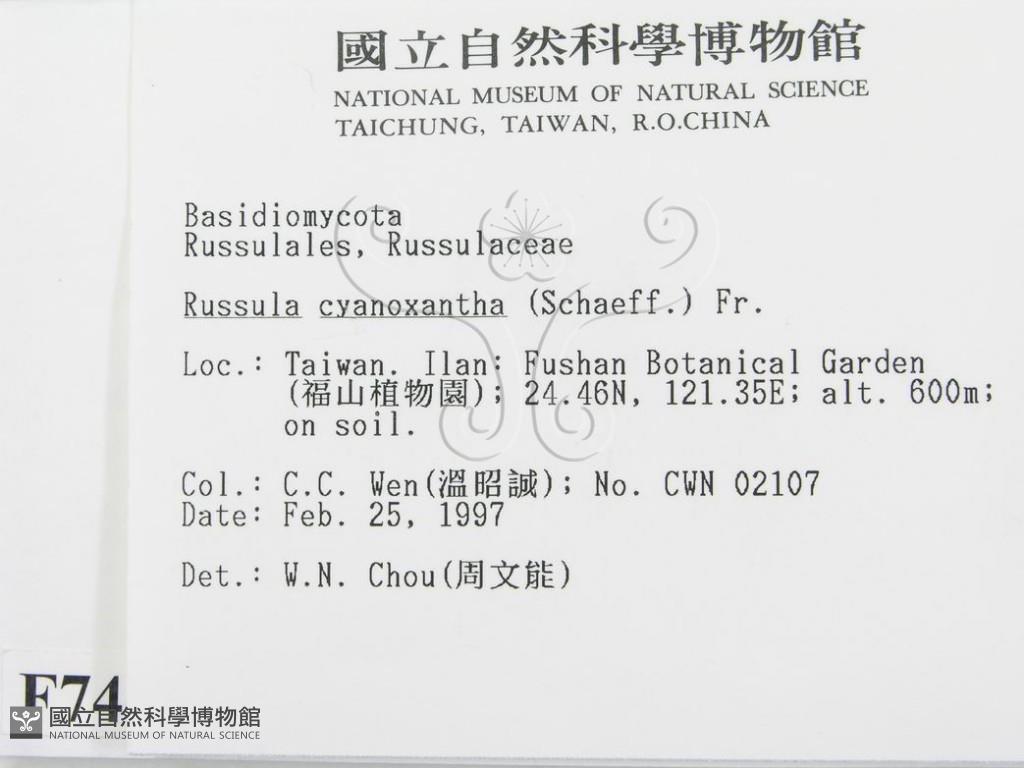 國立自然科學博物館
NATIONAL MUSEUM OF NATURAL SCIENCE
TAICHUNG, TAIWAN, R.O.CHINA
Basidiomycota
Russulales, Russulaceae
Russula cyanoxantha (Schaeff.) Fr.
Loc.: Taiwan. Ilan: Fushan Botanical Garden
(福山植物園); 24.46N, 121.35E; alt. 600m;
on soil.
Col.: C.C. Wen(溫昭誠); No. CWN 02107
Date: Feb. 25, 1997
Det.: W.N. Chou(周文能)
F74
國立自然科學博物館
NATIONAL MUSEUM OF NATURAL SCIENCE